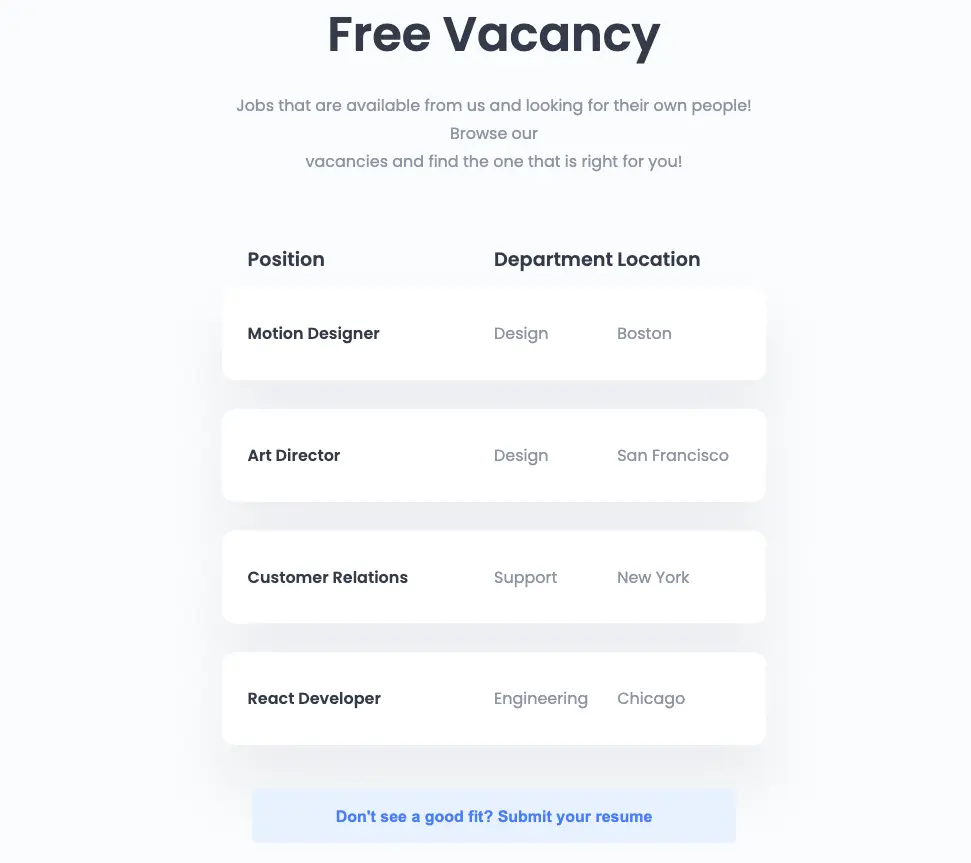 Free Vacancy
Jobs that are available from us and looking for their own people!
Browse our
vacancies and find the one that is right for you!
Position Department Location
Motion Designer Design Boston
Art Director Design San Francisco
Customer Relations Support New York
React Developer Engineering Chicago
Don't see a good fit? Submit your resume